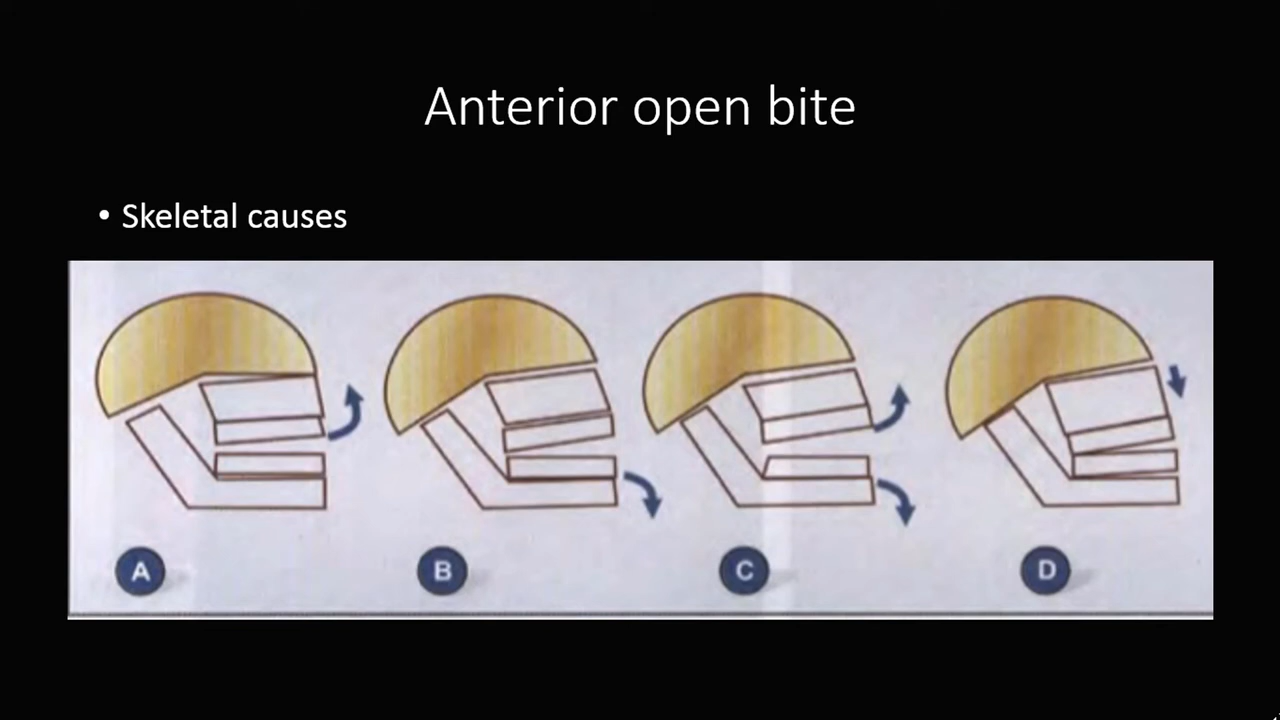 Anterior open bite
• Skeletal causes
A
B
C
D